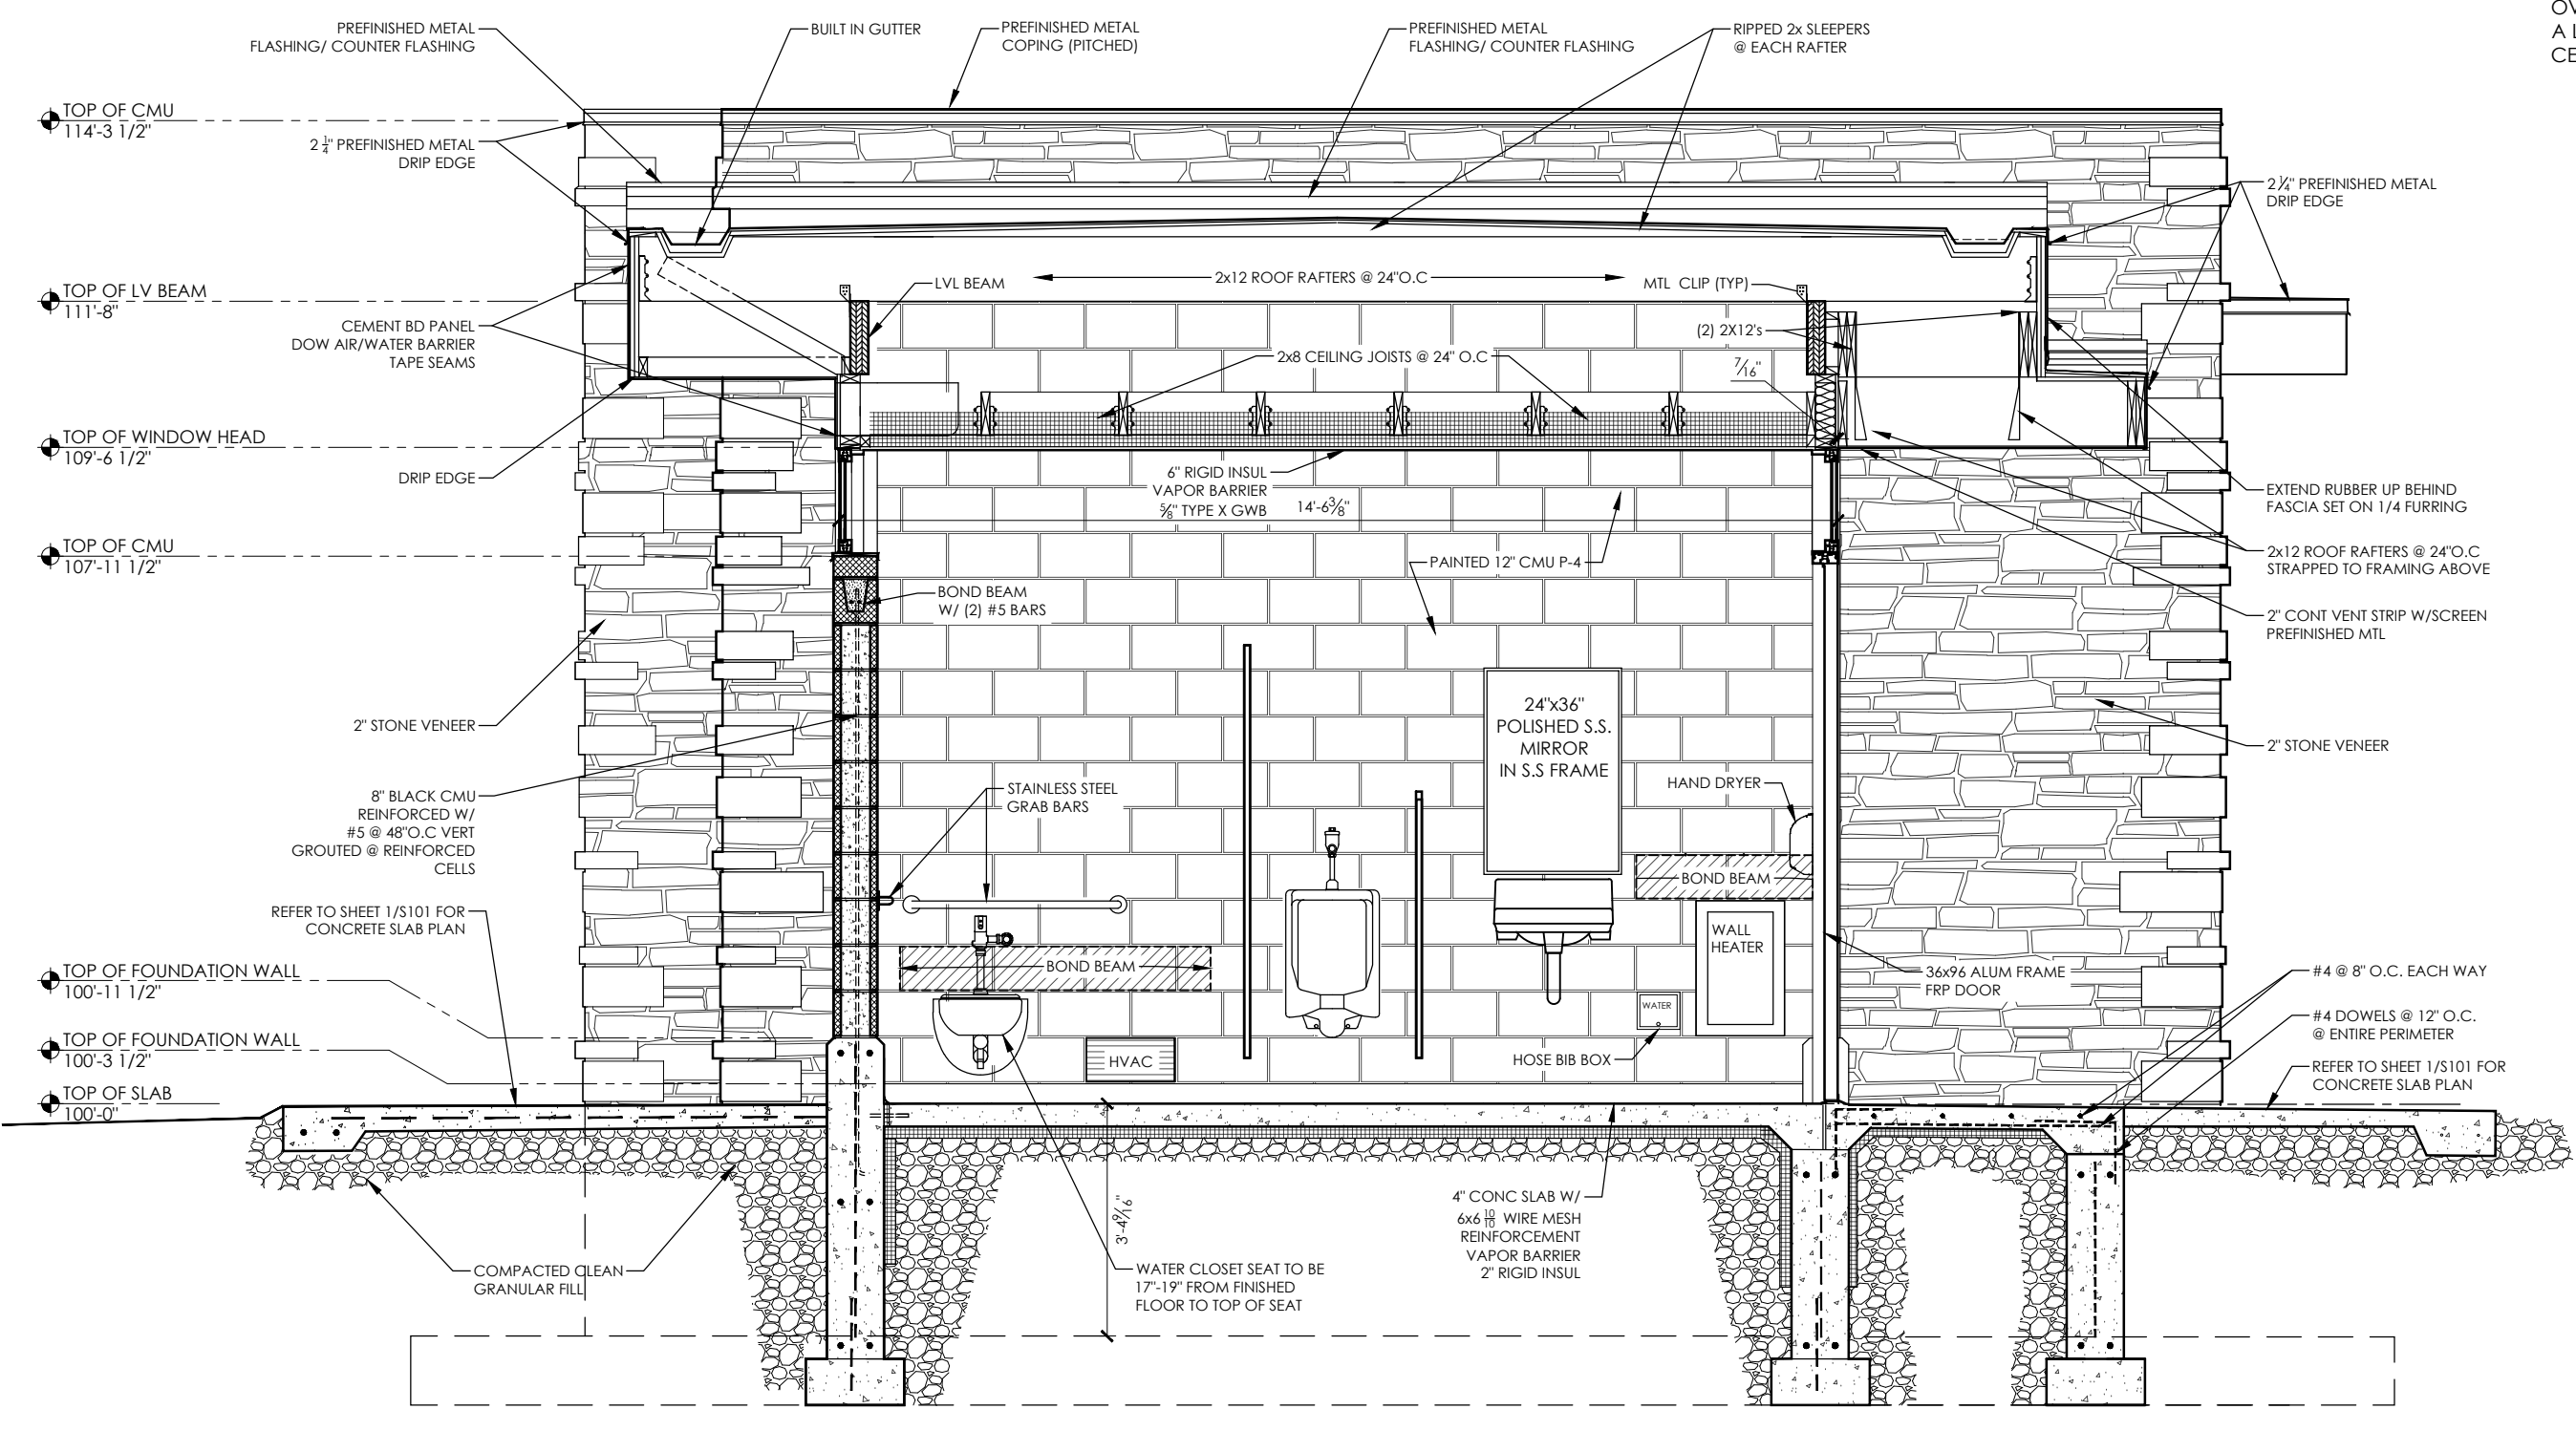 PREFINISHED METAL
FLASHING/ COUNTER FLASHING
BUILT IN GUTTER
PREFINISHED METAL
COPING (PITCHED)
PREFINISHED METAL
FLASHING/ COUNTER FLASHING
RIPPED 2x SLEEPERS
@ EACH RAFTER
TOP OF CMU
114'-3 1/2"
2 1/4" PREFINISHED METAL
DRIP EDGE
2 1/4" PREFINISHED METAL
DRIP EDGE
TOP OF LV BEAM
111'-8"
LVL BEAM
2x12 ROOF RAFTERS @ 24"O.C
MTL CLIP (TYP)
CEMENT BD PANEL
DOW AIR/WATER BARRIER
TAPE SEAMS
(2) 2X12's
2x8 CEILING JOISTS @ 24" O.C
7/16"
TOP OF WINDOW HEAD
109'-6 1/2"
DRIP EDGE
6" RIGID INSUL
VAPOR BARRIER
5/8" TYPE X GWB
14'-6 3/8"
EXTEND RUBBER UP BEHIND
FASCIA SET ON 1/4 FURRING
TOP OF CMU
107'-11 1/2"
PAINTED 12" CMU P-4
2x12 ROOF RAFTERS @ 24"O.C
STRAPPED TO FRAMING ABOVE
BOND BEAM
W/ (2) #5 BARS
2" CONT VENT STRIP W/SCREEN
PREFINISHED MTL
2" STONE VENEER
24"x36"
POLISHED S.S.
MIRROR
IN S.S FRAME
2" STONE VENEER
8" BLACK CMU
REINFORCED W/
#5 @ 48"O.C VERT
GROUTED @ REINFORCED
CELLS
STAINLESS STEEL
GRAB BARS
HAND DRYER
BOND BEAM
REFER TO SHEET 1/S101 FOR
CONCRETE SLAB PLAN
WALL
HEATER
BOND BEAM
TOP OF FOUNDATION WALL
100'-11 1/2"
36x96 ALUM FRAME
FRP DOOR
#4 @ 8" O.C. EACH WAY
WATER
#4 DOWELS @ 12" O.C.
@ ENTIRE PERIMETER
TOP OF FOUNDATION WALL
100'-3 1/2"
HVAC
HOSE BIB BOX
REFER TO SHEET 1/S101 FOR
CONCRETE SLAB PLAN
TOP OF SLAB
100'-0"
3'-4 9/16"
4" CONC SLAB W/
6x6 10/10 WIRE MESH
REINFORCEMENT
VAPOR BARRIER
2" RIGID INSUL
COMPACTED CLEAN
GRANULAR FILL
WATER CLOSET SEAT TO BE
17"-19" FROM FINISHED
FLOOR TO TOP OF SEAT